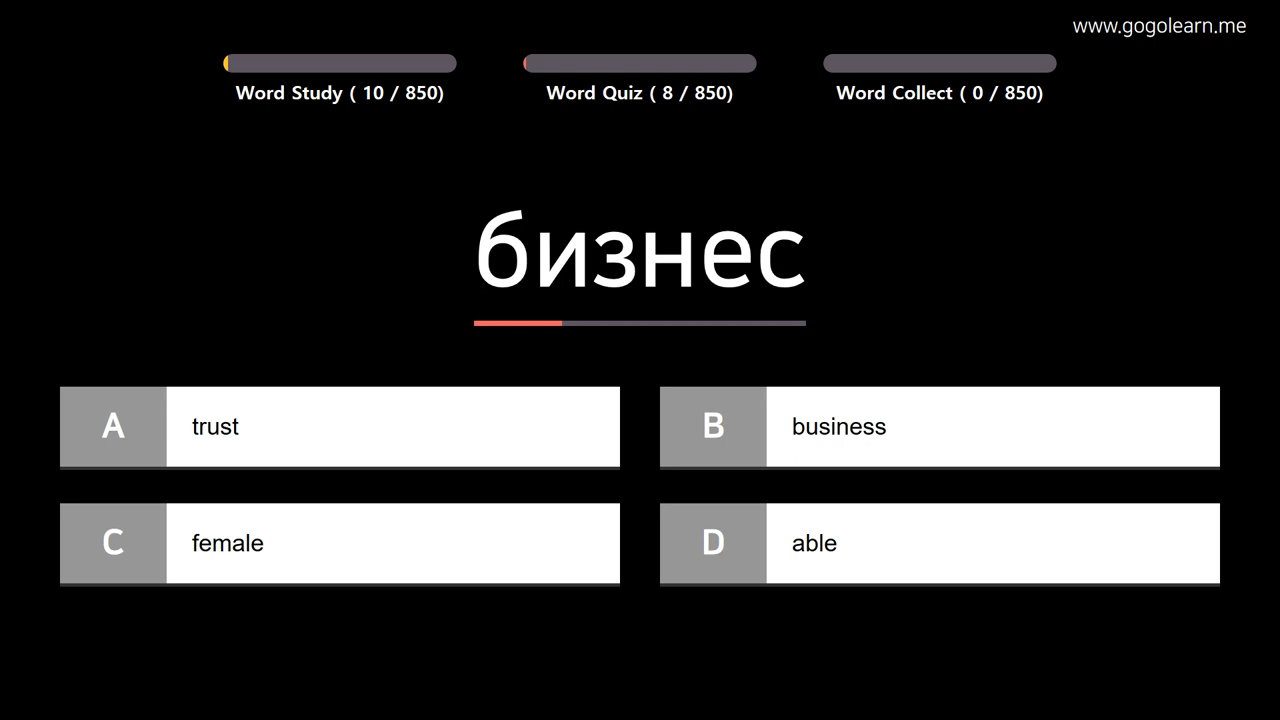 www.gogolearn.me
Word Study ( 10 / 850)
Word Quiz ( 8 / 850)
Word Collect ( 0 / 850)
бизнес
A trust
B business
C female
D able